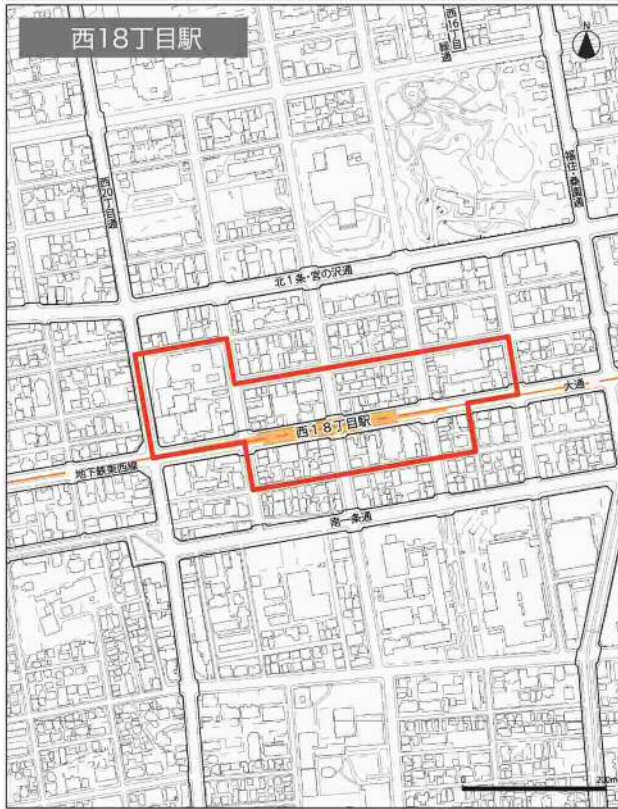 西18丁目駅
西16丁目線通
N
西20丁目通
福住・桑園通
北1条・宮の沢通
大通
西18丁目駅
地下鉄東西線
南一条通
0 200m